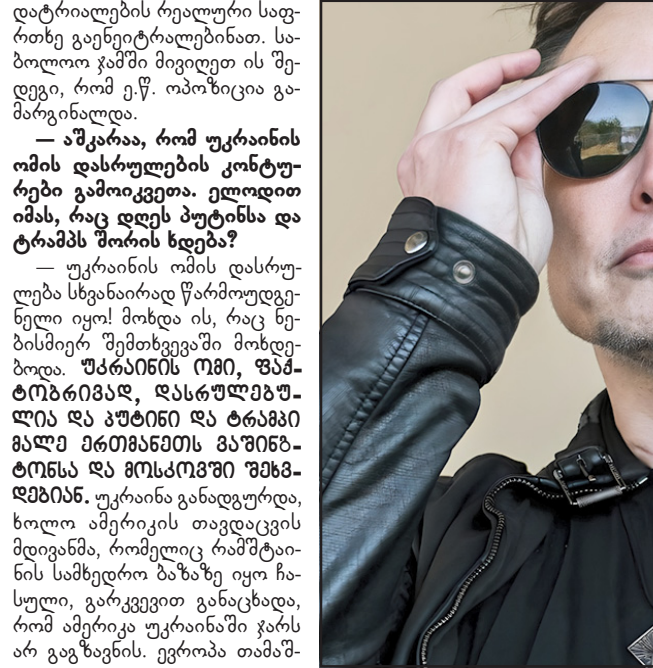 დატრიალების რეალური საფ-
რთხე გაენეიტრალებინათ. სა-
ბოლოო ჯამში მივიღეთ ის შე-
დეგი, რომ ე.წ. ოპოზიცია გა-
მარგინალდა.
— აშკარაა, რომ უკრაინის
ომის დასრულების კონტუ-
რები გამოიკვეთა. ელოდით
იმას, რაც დღეს პუტინსა და
ტრამპს შორის ხდება?
— უკრაინის ომის დასრუ-
ლება სხვანაირად წარმოუდგე-
ნელი იყო! მოხდა ის, რაც ნე-
ბისმიერ შემთხვევაში მოხდე-
ბოდა. უკრაინის ომი, ფაქ-
ტობრივად, დასრულებუ-
ლია და პუტინი და ტრამპი
მალე ერთმანეთს ვაშინგ-
ტონსა და მოსკოვში შეხვ-
დებიან. უკრაინა განადგურდა,
ხოლო ამერიკის თავდაცვის
მდივანმა, რომელიც რამშტაი-
ნის სამხედრო ბაზაზე იყო ჩა-
სული, გარკვევით განაცხადა,
რომ ამერიკა უკრაინაში ჯარს
არ გაგზავნის. ევროპა თამაშ-